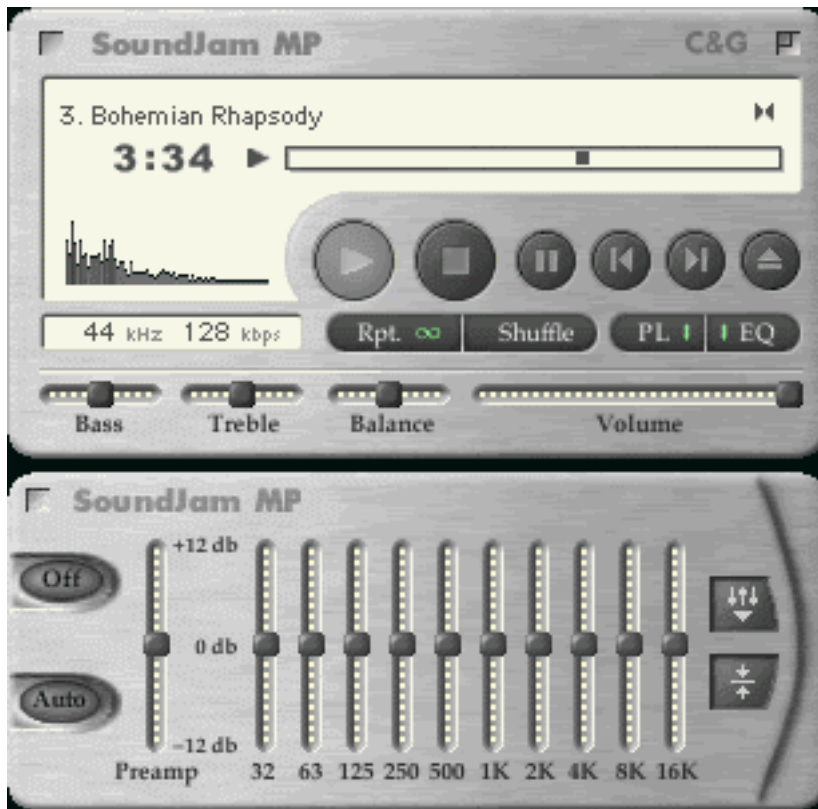 SoundJam MP C&G
3. Bohemian Rhapsody
3:34
44 kHz 128 kbps
Rpt. ∞ Shuffle PL EQ
Bass Treble Balance Volume
SoundJam MP
+12 db
Off
0 db
Auto
-12 db
Preamp 32 63 125 250 500 1K 2K 4K 8K 16K